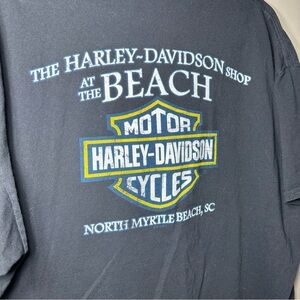 THE HARLEY-DAVIDSON SHOP
AT THE BEACH
MOTOR
HARLEY-DAVIDSON
CYCLES
NORTH MYRTLE BEACH, SC